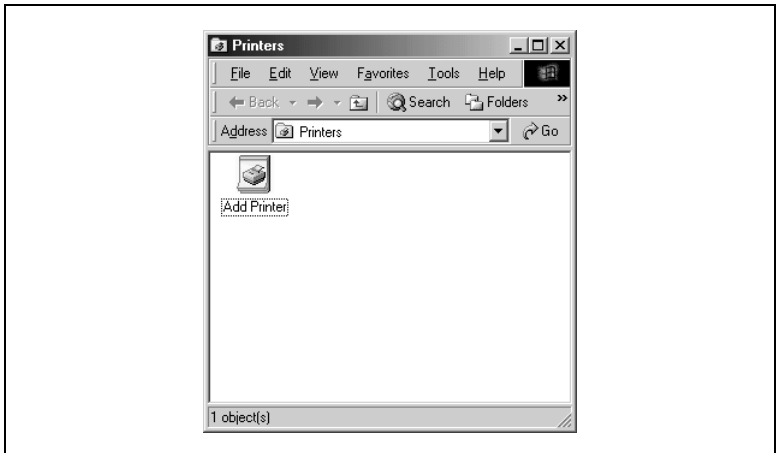 Printers
File Edit View Favorites Tools Help
Back Search Folders »
Address Printers Go
Add Printer
1 object(s)